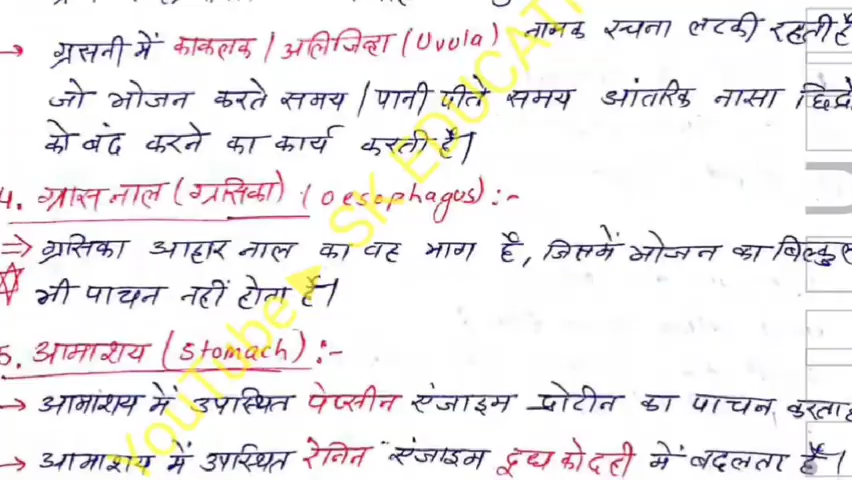 → ग्रसनी में काकलक / अलिजिव्हा (Uvula) नामक रचना लटकी रहती है
जो भोजन करते समय / पानी पीते समय आंतरिक नासा छिद्रो
को बंद करने का कार्य करती है।
4. ग्रास नाल (ग्रसिका) (Oesophagus) :-
⇒ ग्रसिका आहार नाल का वह भाग है, जिसमें भोजन का बिल्कुल
भी पाचन नहीं होता है।
5. आमाशय (Stomach) :-
→ आमाशय में उपस्थित पेप्सीन एंजाइम प्रोटीन का पाचन करता है
→ आमाशय में उपस्थित रेनिन एंजाइम दूध को दही में बदलता है।
YouTube ▶ SK EDUCATI